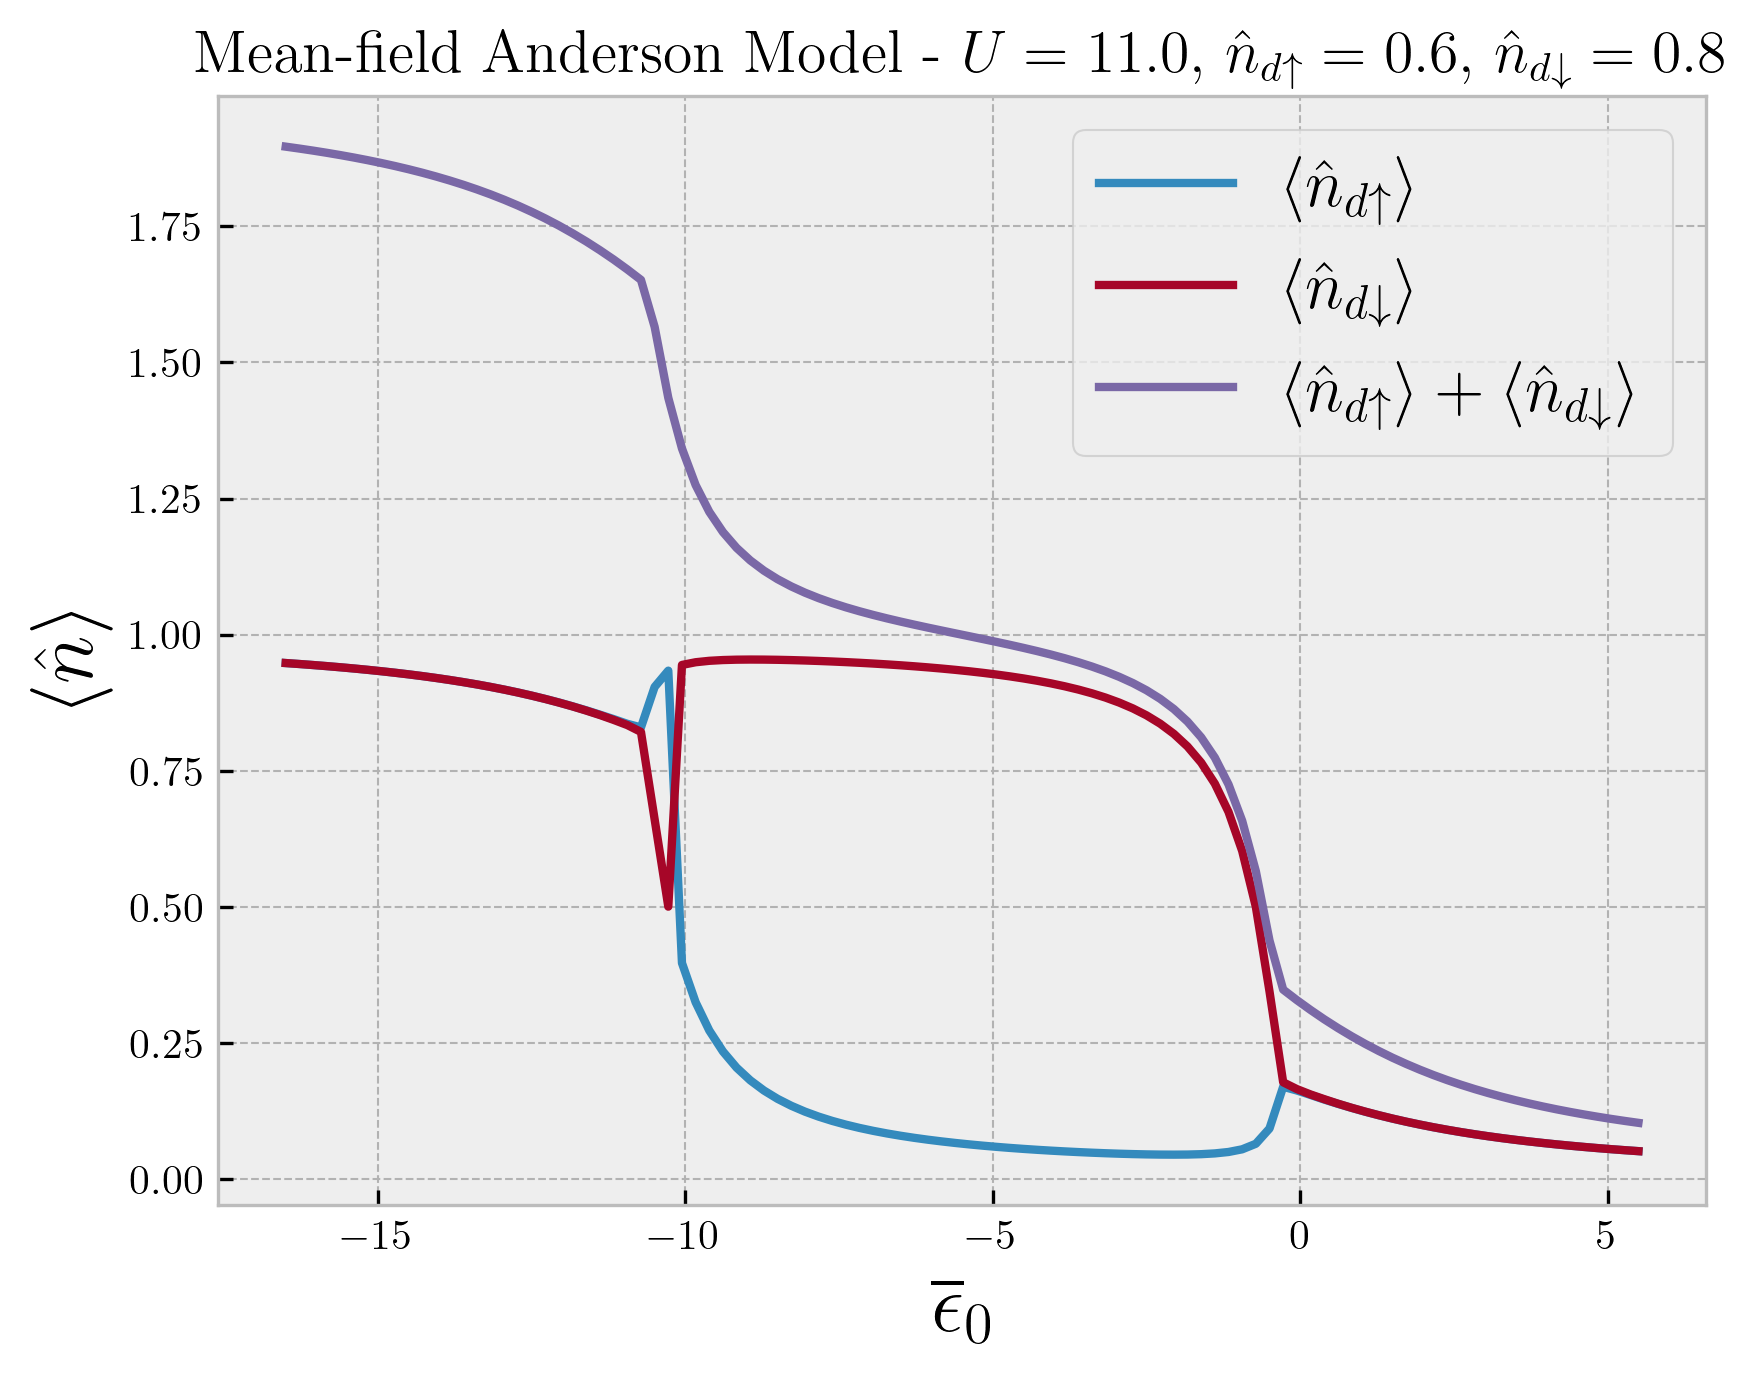 Mean-field Anderson Model - U = 11.0, n̂d↑ = 0.6, n̂d↓ = 0.8
⟨n̂d↑⟩
⟨n̂d↓⟩
⟨n̂d↑⟩ + ⟨n̂d↓⟩
⟨n̂⟩
1.75
1.50
1.25
1.00
0.75
0.50
0.25
0.00
−15 −10 −5 0 5
ϵ̅0